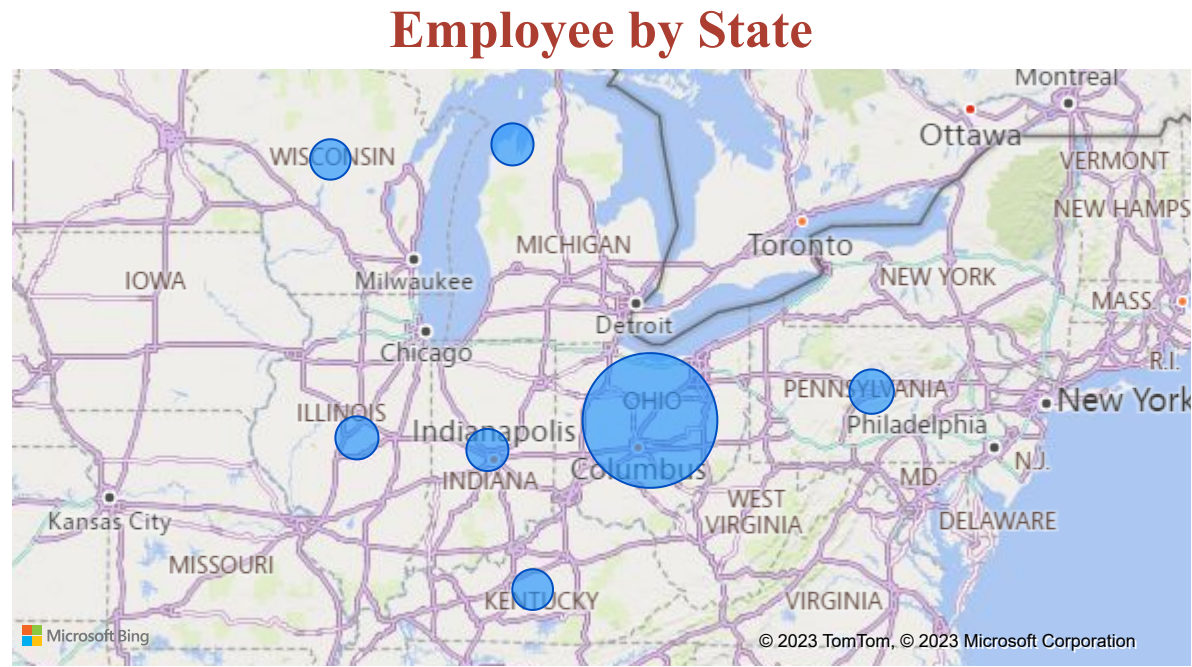 Employee by State
Montreal
Ottawa
WISCONSIN
VERMONT
NEW HAMPS
MICHIGAN
Toronto
IOWA
Milwaukee
NEW YORK
MASS
Detroit
Chicago
R.I.
OHIO
PENNSYLVANIA
New York
ILLINOIS
Indianapolis
Philadelphia
Columbus
N.J.
INDIANA
MD.
Kansas City
WEST
VIRGINIA
DELAWARE
MISSOURI
KENTUCKY
VIRGINIA
Microsoft Bing
© 2023 TomTom, © 2023 Microsoft Corporation